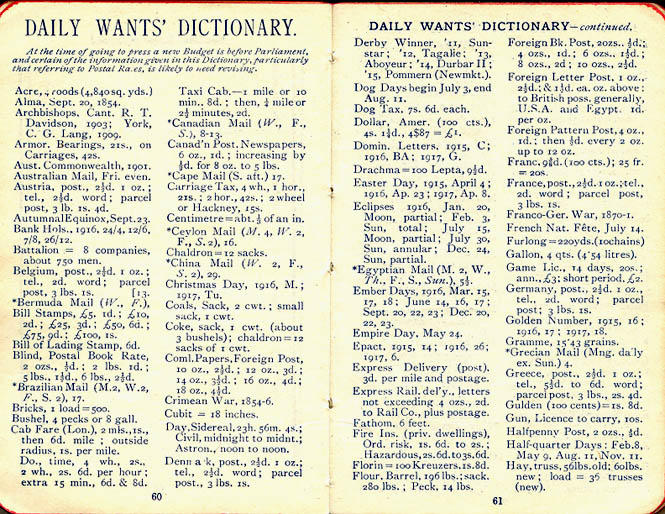 DAILY WANTS' DICTIONARY.
At the time of going to press a new Budget is before Parliament,
and certain of the information given in this Dictionary, particularly
that referring to Postal Ra.es, is likely to need revising.
Acre, 4 roods (4,840 sq. yds.)
Alma, Sept. 20, 1854.
Archbishops, Cant. R. T.
Davidson, 1903; York,
C. G. Lang, 1909.
Armor. Bearings, 21s., on
Carriages, 42s.
Aust. Commonwealth, 1901.
Australian Mail, Fri. even.
Austria, post., 2½d. 1 oz.;
tel., 2½d. word; parcel
post, 3 lb. 1s. 4d.
Autumnal Equinox, Sept. 23.
Bank Hols., 1916, 24/4, 12/6,
7/8, 26/12.
Battalion = 8 companies,
about 750 men.
Belgium, post., 2½d. 1 oz.;
tel., 2d. word; parcel
post, 3 lbs. 1s. [13.
*Bermuda Mail (W., F.),
Bill Stamps, £5, 1d.; £10,
2d.; £25, 3d.; £50, 6d.;
£75, 9d.; £100, 1s.
Bill of Lading Stamp, 6d.
Blind, Postal Book Rate,
2 ozs., ½d.; 2 lbs. 1d.;
5 lbs., 1½d., 6 lbs., 2½d.
*Brazilian Mail (M. 2, W. 2,
F., S. 2), 17.
Bricks, 1 load = 500.
Bushel, 4 pecks or 8 gall.
Cab Fare (Lon.), 2 mls., 1s.,
then 6d. mile; outside
radius, 1s. per mile.
Do., time, 4 wh., 2s.,
2 wh., 2s. 6d. per hour;
extra 15 min., 6d. & 8d.
Taxi Cab.—1 mile or 10
min., 8d.; then, ¼ mile or
2½ minutes, 2d.
*Canadian Mail (W., F.,
S.), 8-13.
Canad'n Post. Newspapers,
6 oz., 1d.; increasing by
½d. for 8 oz. to 5 lbs.
*Cape Mail (S. aft.) 17.
Carriage Tax, 4 wh., 1 hor.,
21s.; 2 hor., 42s.; 2 wheel
or Hackney, 15s.
Centimetre = abt. ½ of an in.
*Ceylon Mail (M. 4, W. 2,
F., S. 2), 16.
Chaldron = 12 sacks.
*China Mail (W. 2, F.,
S. 2), 29.
Christmas Day, 1916, M.;
1917, Tu.
Coals, Sack, 2 cwt.; small
sack, 1 cwt.
Coke, sack, 1 cwt. (about
3 bushels); chaldron = 12
sacks of 1 cwt.
Coml. Papers, Foreign Post,
10 oz., 2½d.; 12 oz., 3d.;
14 oz., 3½d.; 16 oz., 4d.;
18 oz., 4½d.
Crimean War, 1854-6.
Cubit = 18 inches.
Day, Sidereal, 23h. 56m. 4s.;
Civil, midnight to midnt.;
Astron., noon to noon.
Denmark, post., 2½d. 1 oz.;
tel., 2½d. word; parcel
post., 3 lbs. 1s.
60
DAILY WANTS' DICTIONARY—continued.
Derby Winner, '11, Sun-
star; '12, Tagalie; '13,
Aboyeur; '14, Durbar II;
'15, Pommern (Newmkt.).
Dog Days begin July 3, end
Aug. 11.
Dog Tax, 7s. 6d. each.
Dollar, Amer. (100 cts.),
4s. 1½d., 4$87 = £1.
Domin. Letters, 1915, C;
1916, BA; 1917, G.
Drachma = 100 Lepta, 9½d.
Easter Day, 1915, April 4;
1916, Ap. 23; 1917, Ap. 8.
Eclipses 1916, Jan. 20,
Moon, partial; Feb. 3,
Sun, total; July 15,
Moon, partial; July 30,
Sun, annular; Dec. 24,
Sun, partial.
*Egyptian Mail (M. 2, W.,
Th., F., S., Sun.), 5½.
Ember Days, 1916, Mar. 15,
17, 18; June 14, 16, 17;
Sept. 20, 22, 23; Dec. 20,
22, 23.
Empire Day, May 24.
Epact, 1915, 14; 1916, 26;
1917, 6.
Express Delivery (post),
3d. per mile and postage.
Express Rail. del'y., letters
not exceeding 4 ozs., 2d.
to Rail Co., plus postage.
Fathom, 6 feet.
Fire Ins. (priv. dwellings),
Ord. risk, 1s. 6d. to 2s.;
Hazardous, 2s. 6d. to 3s. 6d.
Florin = 100 Kreuzers, 1s. 8d.
Flour, Barrel, 196 lbs.; sack.
280 lbs.; Peck, 14 lbs.
Foreign Bk. Post, 2ozs. ½d.;
4 ozs., 1d.; 6 ozs., 1½d.;
8 ozs., 2d; 10 ozs., 2½d.
Foreign Letter Post, 1 oz.,
2½d.; & 1½d. ea. oz. above;
to British poss. generally,
U.S.A. and Egypt, 1d.
per oz.
Foreign Pattern Post, 4 oz.,
1d.; then ½d. every 2 oz.
up to 12 oz.
Franc, 9¾d. (100 cts.); 25 fr.
= 20s.
France, post., 2½d. 1 oz.; tel.,
2d. word; parcel post,
3 lbs. 1s.
Franco-Ger. War, 1870-1.
French Nat. Fête, July 14.
Furlong = 220 yds. (10 chains)
Gallon, 4 qts. (4'54 litres).
Game Lic., 14 days, 20s.;
ann., £3; short period, £2.
Germany, post., 2½d. 1 oz.,
tel., 2d. word; parcel
post; 3 lbs. 1s.
Golden Number, 1915, 16;
1916, 17; 1917, 18.
Gramme, 15'43 grains.
*Grecian Mail (Mng. da'ly
ex. Sun.) 4.
Greece, post., 2½d. 1 oz.;
tel., 5½d. to 6d. word;
parcel post, 3 lbs., 2s. 4d.
Gulden (100 cents) = 1s. 8d.
Gun, Licence to carry, 10s.
Halfpenny Post, 2 ozs., ½d.
Half-quarter Days: Feb. 8,
May 9, Aug. 11, Nov. 11.
Hay, truss, 56lbs. old; 60lbs.
new; load = 36 trusses
(new).
61